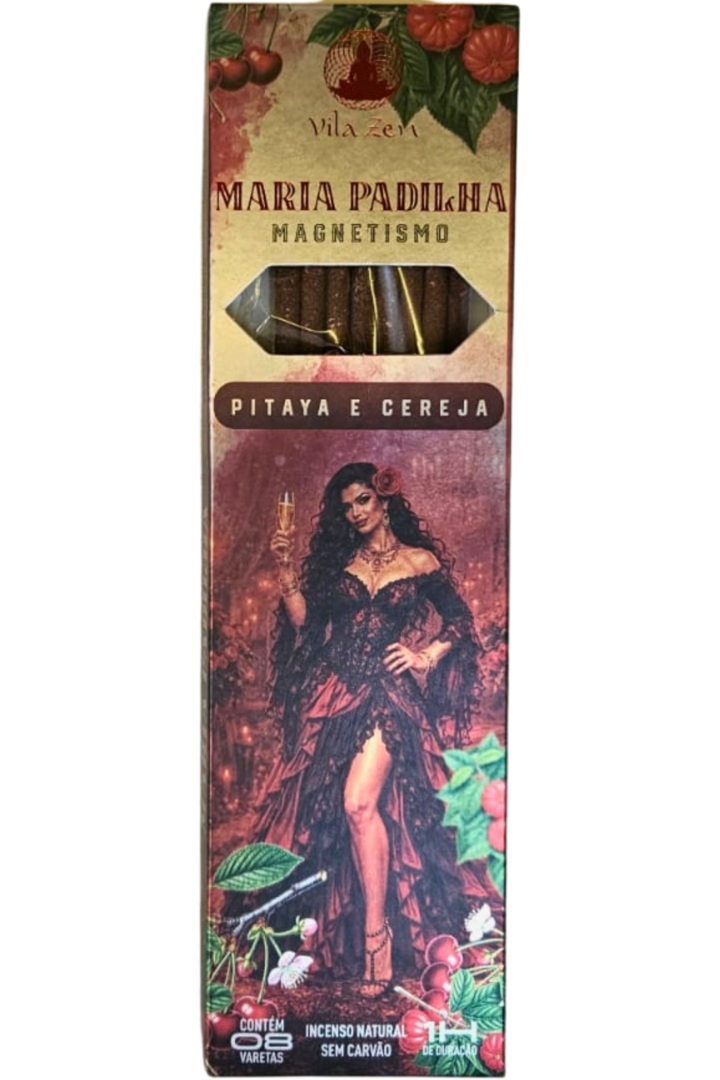 Vila Zen
MARIA PADILHA
MAGNETISMO
PITAYA E CEREJA
CONTÉM
08
VARETAS
INCENSO NATURAL
SEM CARVÃO
1H
DE DURAÇÃO